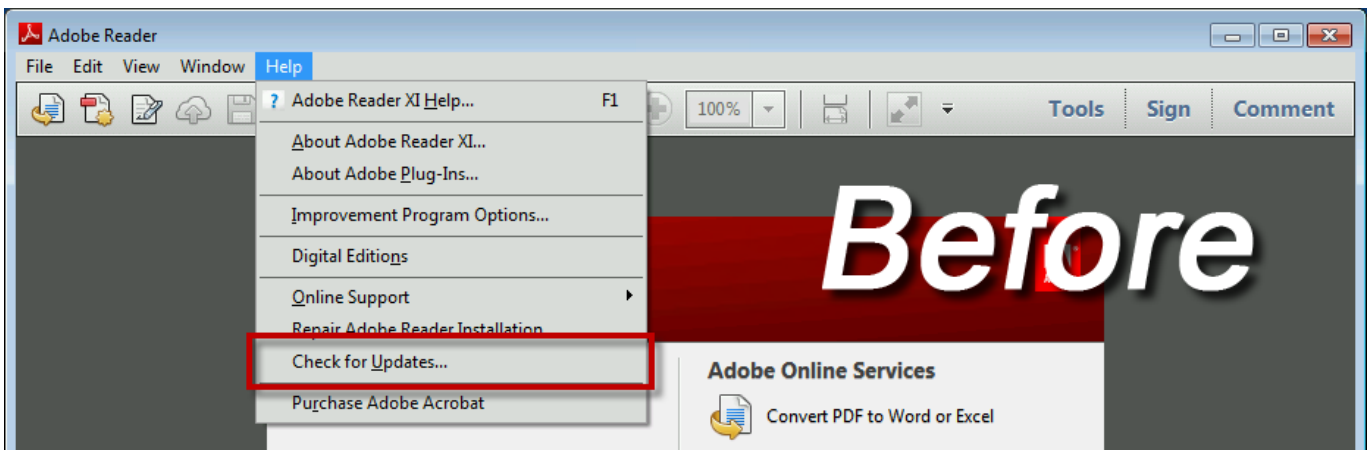 Adobe Reader
File Edit View Window Help
100% Tools Sign Comment
? Adobe Reader XI Help... F1
About Adobe Reader XI...
About Adobe Plug-Ins...
Improvement Program Options...
Before
Digital Editions
Online Support
Repair Adobe Reader Installation
Check for Updates...
Adobe Online Services
Purchase Adobe Acrobat
Convert PDF to Word or Excel